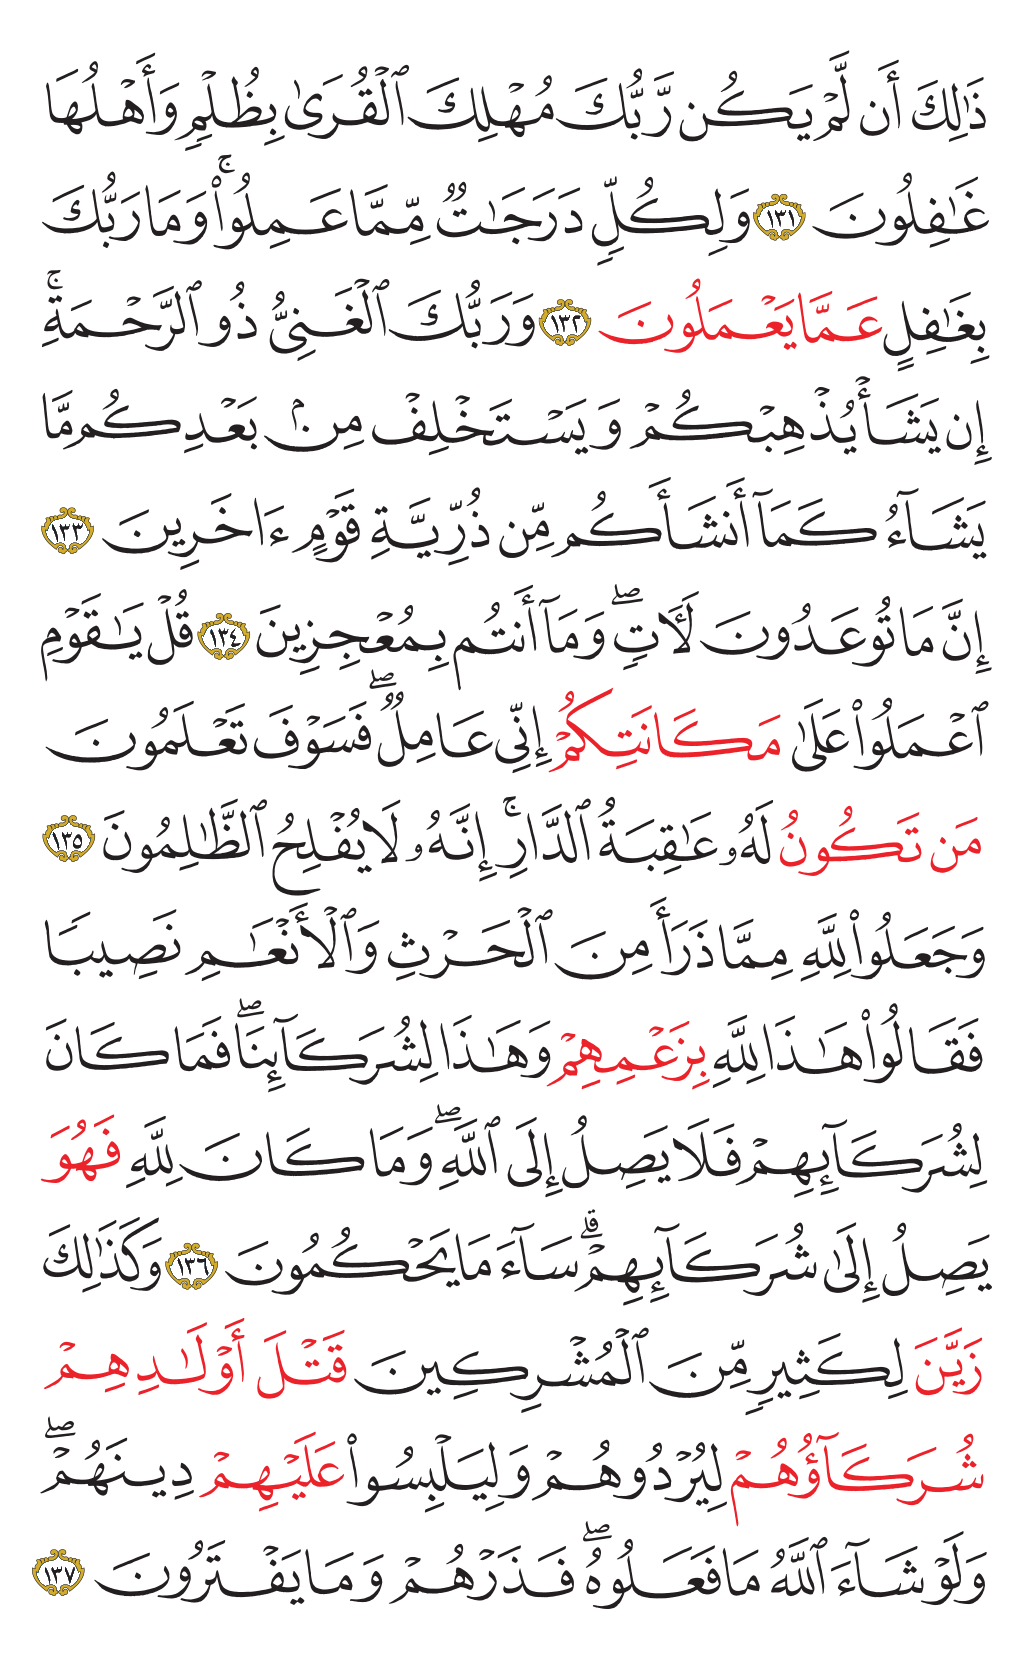 ذَٰلِكَ أَن لَّمْ يَكُن رَّبُّكَ مُهْلِكَ ٱلْقُرَىٰ بِظُلْمٍ وَأَهْلُهَا
غَٰفِلُونَ ١٣١ وَلِكُلٍّ دَرَجَٰتٌ مِّمَّا عَمِلُوا۟ ۚ وَمَا رَبُّكَ
بِغَٰفِلٍ عَمَّا يَعْمَلُونَ ١٣٢ وَرَبُّكَ ٱلْغَنِىُّ ذُو ٱلرَّحْمَةِ ۚ
إِن يَشَأْ يُذْهِبْكُمْ وَيَسْتَخْلِفْ مِنۢ بَعْدِكُم مَّا
يَشَآءُ كَمَآ أَنشَأَكُم مِّن ذُرِّيَّةِ قَوْمٍ ءَاخَرِينَ ١٣٣
إِنَّ مَا تُوعَدُونَ لَـَٔاتٍ ۖ وَمَآ أَنتُم بِمُعْجِزِينَ ١٣٤ قُلْ يَٰقَوْمِ
ٱعْمَلُوا۟ عَلَىٰ مَكَانَتِكُمْ إِنِّى عَامِلٌ ۖ فَسَوْفَ تَعْلَمُونَ
مَن تَكُونُ لَهُۥ عَٰقِبَةُ ٱلدَّارِ ۚ إِنَّهُۥ لَا يُفْلِحُ ٱلظَّٰلِمُونَ ١٣٥
وَجَعَلُوا۟ لِلَّهِ مِمَّا ذَرَأَ مِنَ ٱلْحَرْثِ وَٱلْأَنْعَٰمِ نَصِيبًا
فَقَالُوا۟ هَٰذَا لِلَّهِ بِزَعْمِهِمْ وَهَٰذَا لِشُرَكَآئِنَا ۖ فَمَا كَانَ
لِشُرَكَآئِهِمْ فَلَا يَصِلُ إِلَى ٱللَّهِ ۖ وَمَا كَانَ لِلَّهِ فَهُوَ
يَصِلُ إِلَىٰ شُرَكَآئِهِمْ ۗ سَآءَ مَا يَحْكُمُونَ ١٣٦ وَكَذَٰلِكَ
زَيَّنَ لِكَثِيرٍ مِّنَ ٱلْمُشْرِكِينَ قَتْلَ أَوْلَٰدِهِمْ
شُرَكَآؤُهُمْ لِيُرْدُوهُمْ وَلِيَلْبِسُوا۟ عَلَيْهِمْ دِينَهُمْ ۖ
وَلَوْ شَآءَ ٱللَّهُ مَا فَعَلُوهُ ۖ فَذَرْهُمْ وَمَا يَفْتَرُونَ ١٣٧